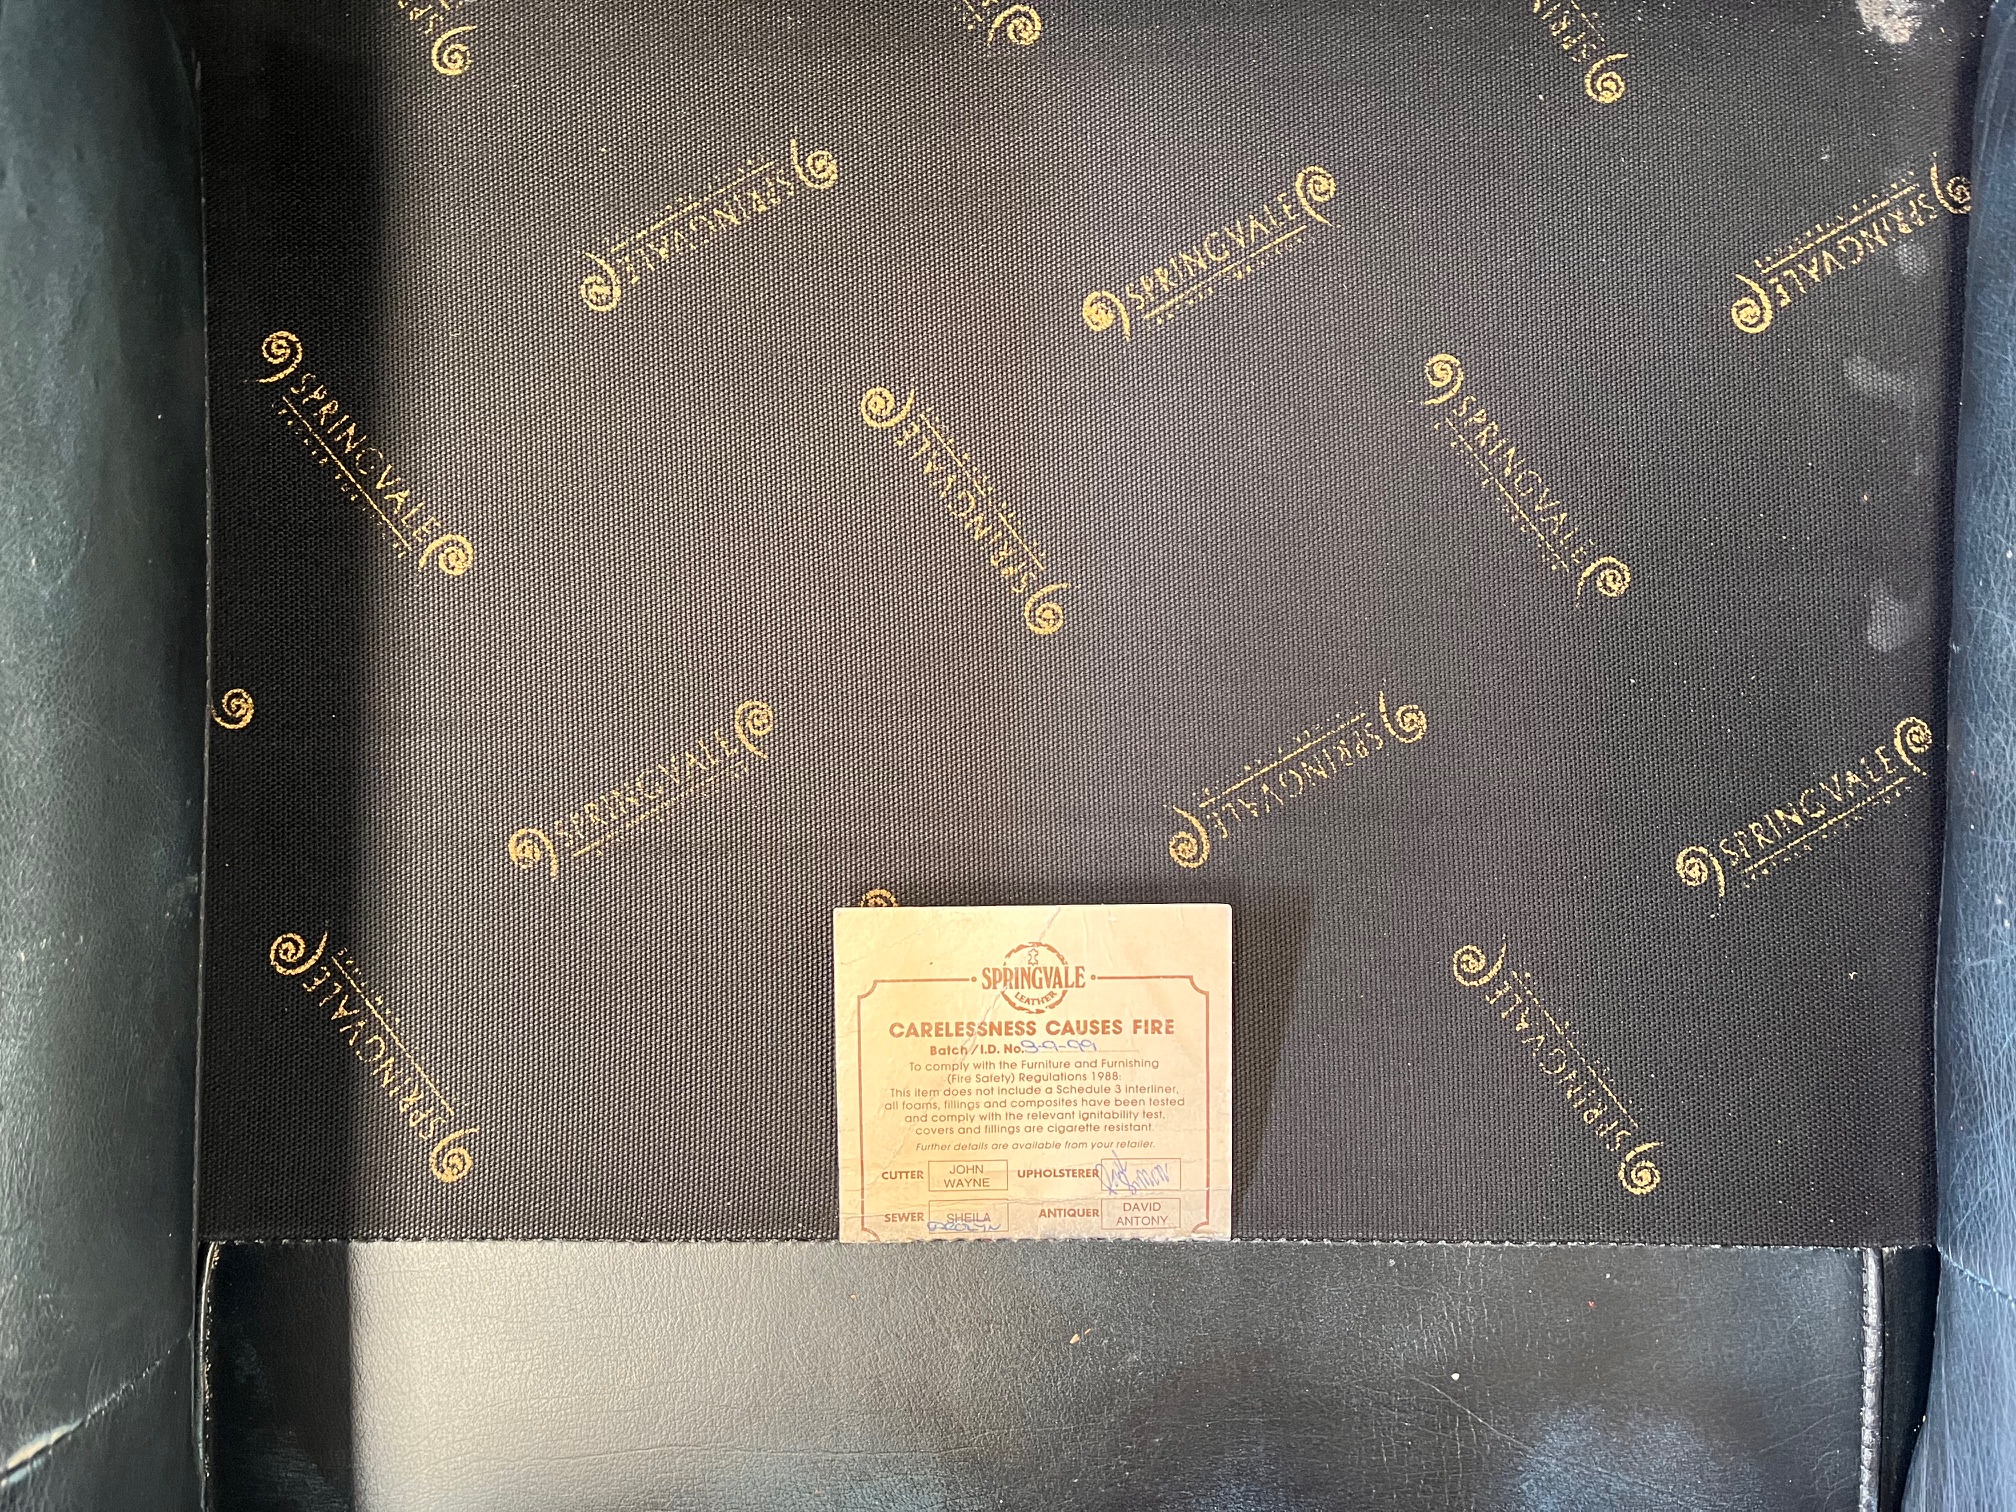 SPRINGVALE
SPRINGVALE
SPRINGVALE
SPRINGVALE
SPRINGVALE
SPRINGVALE
SPRINGVALE
SPRINGVALE
SPRINGVALE
SPRINGVALE
SPRINGVALE
SPRINGVALE
LEATHER
CARELESSNESS CAUSES FIRE
Batch/I.D. No. 9-9-99
To comply with the Furniture and Furnishing
(Fire Safety) Regulations 1988:
This item does not include a Schedule 3 interliner,
all foams, fillings and composites have been tested
and comply with the relevant ignitability test,
covers and fillings are cigarette resistant.
Further details are available from your retailer.
CUTTER JOHN WAYNE UPHOLSTERER
SEWER SHEILA ANTIQUER DAVID ANTONY